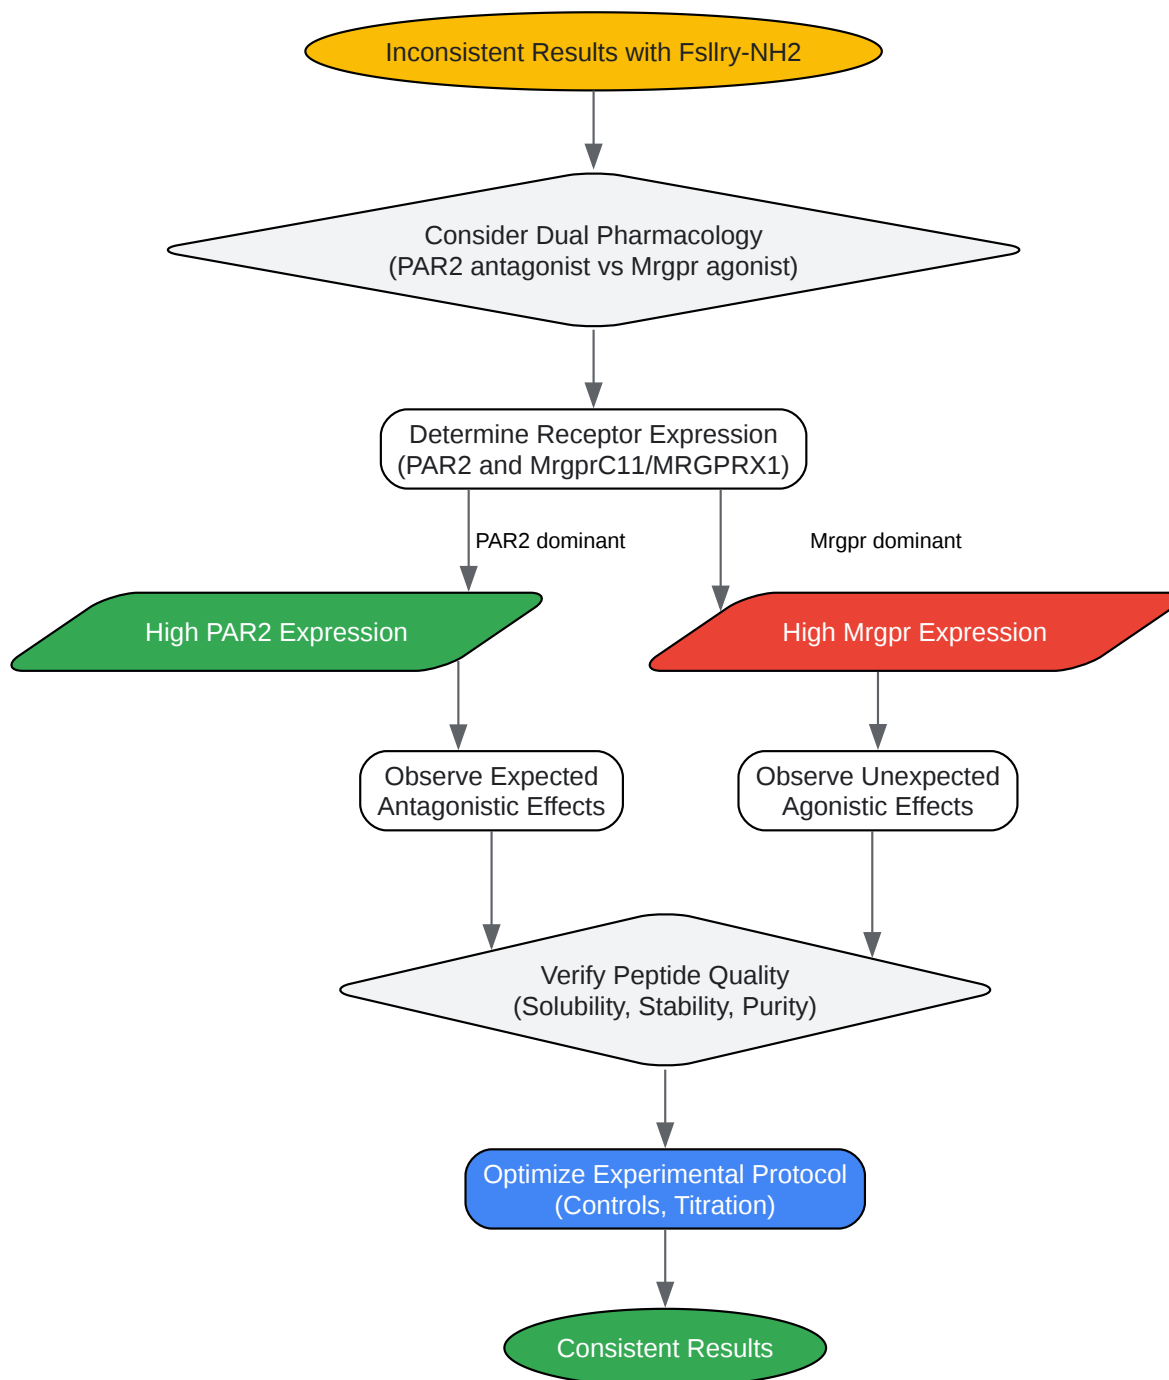 Inconsistent Results with Fsllry-NH2
Consider Dual Pharmacology
(PAR2 antagonist vs Mrgpr agonist)
Determine Receptor Expression
(PAR2 and MrgprC11/MRGPRX1)
PAR2 dominant
Mrgpr dominant
High PAR2 Expression
High Mrgpr Expression
Observe Expected
Antagonistic Effects
Observe Unexpected
Agonistic Effects
Verify Peptide Quality
(Solubility, Stability, Purity)
Optimize Experimental Protocol
(Controls, Titration)
Consistent Results